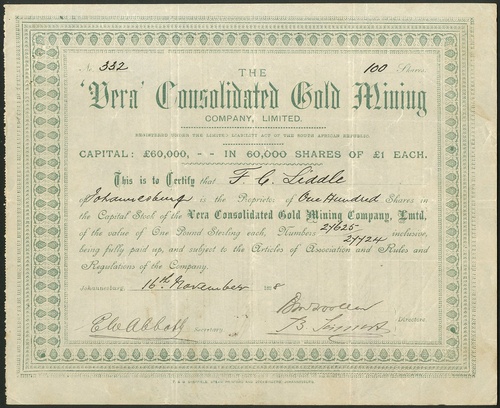 No. 332 100 Shares
THE
'Vera' Consolidated Gold Mining
COMPANY, LIMITED.
REGISTERED UNDER THE LIMITED LIABILITY ACT OF THE SOUTH AFRICAN REPUBLIC
CAPITAL: £60,000, - - IN 60,000 SHARES OF £1 EACH.
This is to Certify that F. C. Liddle
of Johannesburg is the Proprietor of One Hundred Shares in
the Capital Stock of the Vera Consolidated Gold Mining Company, Lmtd.
of the value of One Pound Sterling each, Numbers 27625 27724 inclusive,
being fully paid up, and subject to the Articles of Association and Rules and
Regulations of the Company.
Johannesburg, 16th November 18
Abbott Secretary.
Directors.